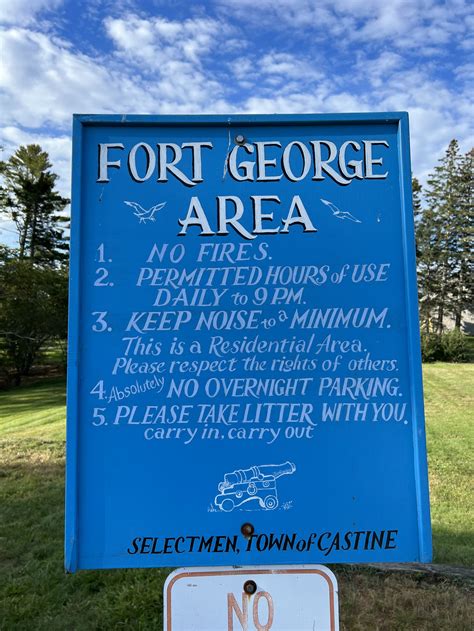 FORT GEORGE
AREA
1. NO FIRES.
2. PERMITTED HOURS of USE
DAILY to 9 PM.
3. KEEP NOISE to a MINIMUM.
This is a Residential Area.
Please respect the rights of others.
4. Absolutely NO OVERNIGHT PARKING.
5. PLEASE TAKE LITTER WITH YOU.
carry in, carry out
SELECTMEN, TOWN of CASTINE
NO